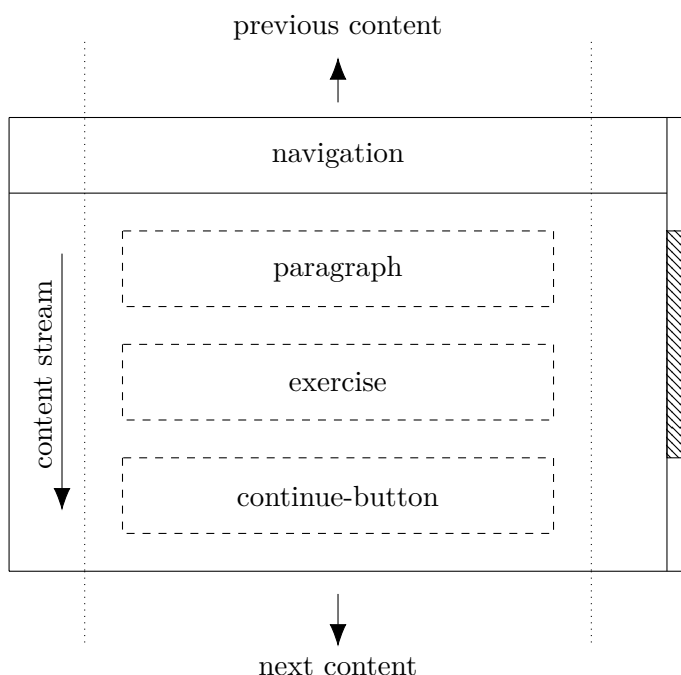 previous content
navigation
paragraph
content stream
exercise
continue-button
next content